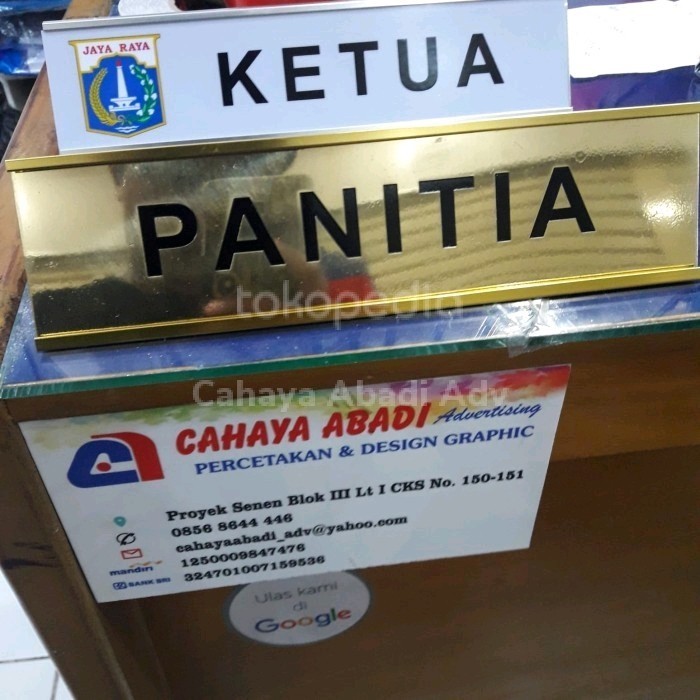 JAYA RAYA
KETUA
PANITIA
tokopedia
Cahaya Abadi Adv
CAHAYA ABADI Advertising
PERCETAKAN & DESIGN GRAPHIC
Proyek Senen Blok III Lt I CKS No. 150-151
0856 8644 446
cahayaabadi_adv@yahoo.com
mandiri 1250009847476
BANK BRI 324701007159536
Ulas kami
di
Google